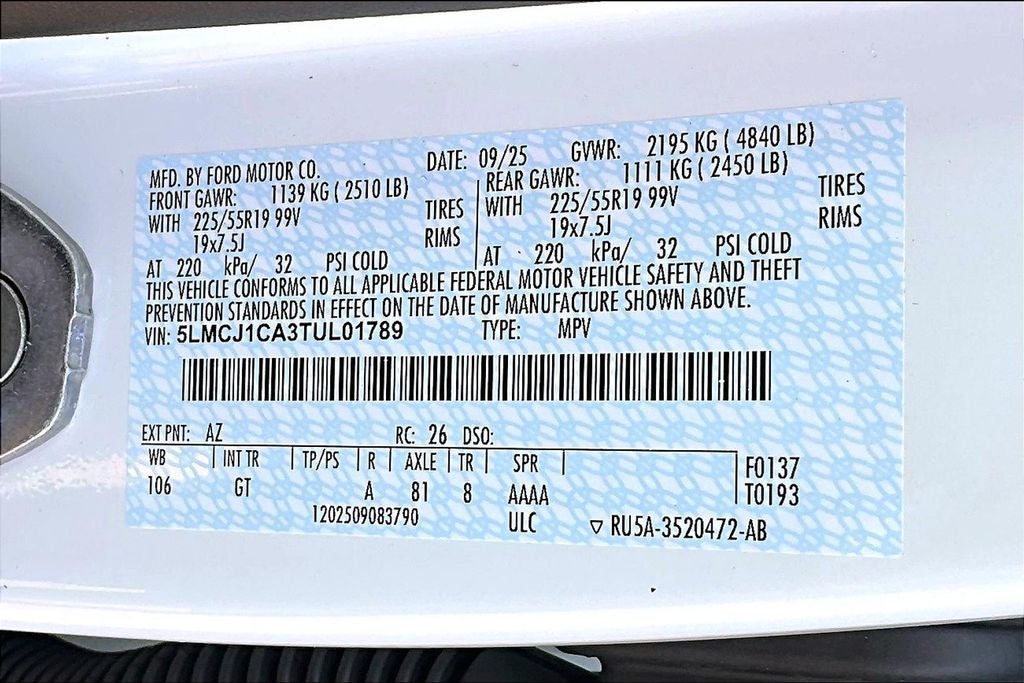 MFD. BY FORD MOTOR CO. DATE: 09/25 GVWR: 2195 KG ( 4840 LB)
FRONT GAWR: 1139 KG ( 2510 LB) REAR GAWR: 1111 KG ( 2450 LB)
WITH 225/55R19 99V TIRES WITH 225/55R19 99V TIRES
19x7.5J RIMS 19x7.5J RIMS
AT 220 kPa/ 32 PSI COLD AT 220 kPa/ 32 PSI COLD
THIS VEHICLE CONFORMS TO ALL APPLICABLE FEDERAL MOTOR VEHICLE SAFETY AND THEFT
PREVENTION STANDARDS IN EFFECT ON THE DATE OF MANUFACTURE SHOWN ABOVE.
VIN: 5LMCJ1CA3TUL01789 TYPE: MPV
EXT PNT: AZ RC: 26 DSO:
WB INT TR TP/PS R AXLE TR SPR F0137
106 GT A 81 8 AAAA T0193
1202509083790 ULC RU5A-3520472-AB